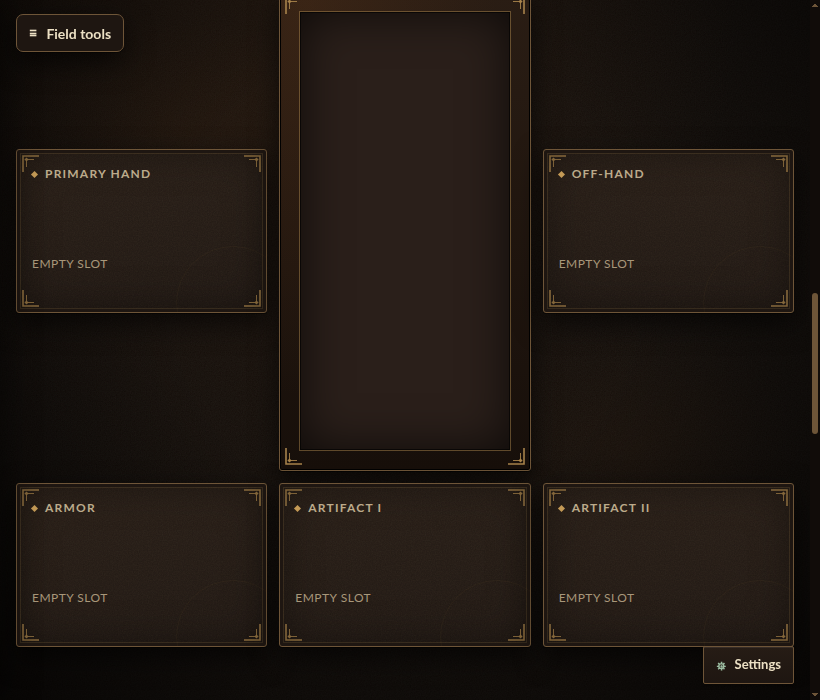 Field tools
PRIMARY HAND
EMPTY SLOT
OFF-HAND
EMPTY SLOT
ARMOR
EMPTY SLOT
ARTIFACT I
EMPTY SLOT
ARTIFACT II
EMPTY SLOT
Settings